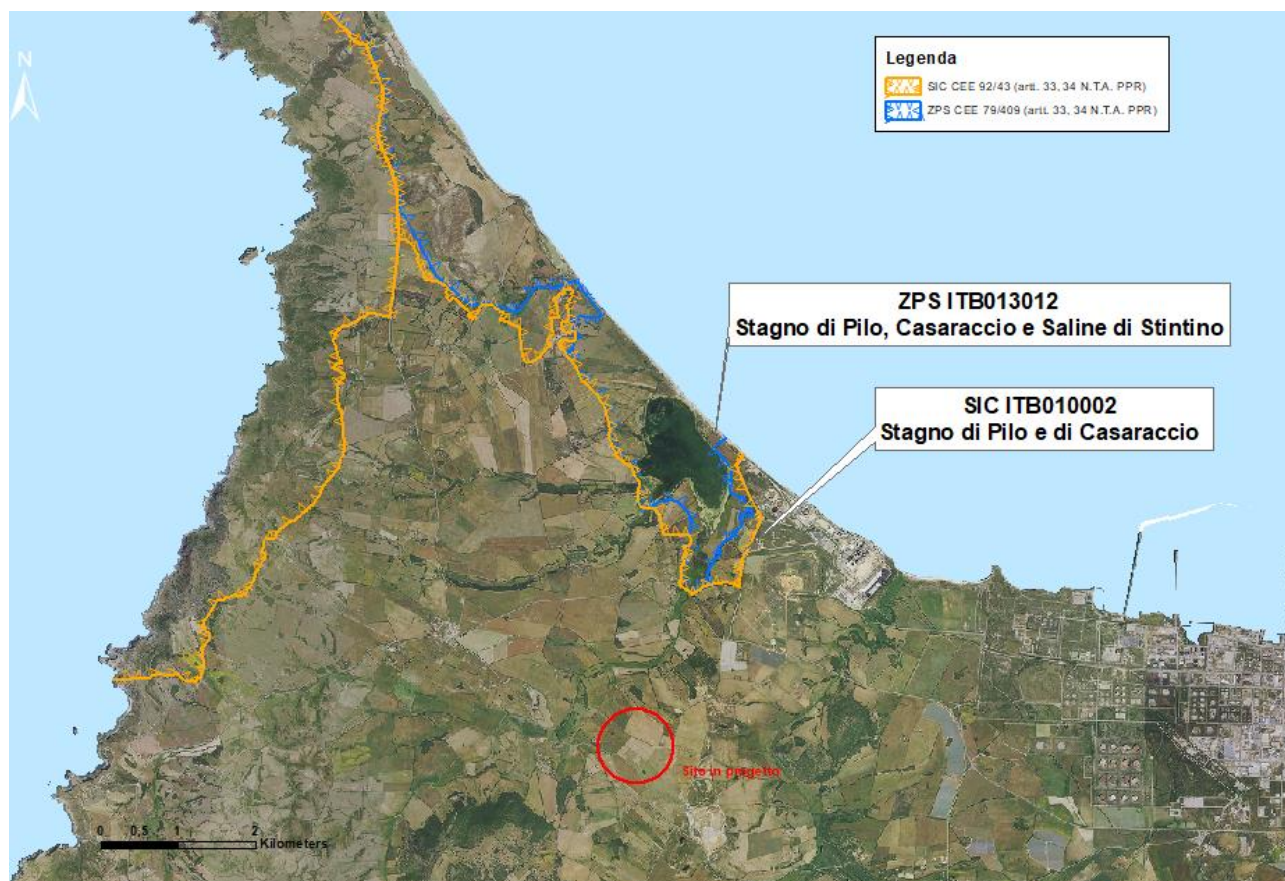 N
Legenda
SIC CEE 92/43 (artt. 33, 34 N.T.A. PPR)
ZPS CEE 79/409 (artt. 33, 34 N.T.A. PPR)
ZPS ITB013012
Stagno di Pilo, Casaraccio e Saline di Stintino
SIC ITB010002
Stagno di Pilo e di Casaraccio
Sito in progetto
0 0,5 1 2
Kilometers